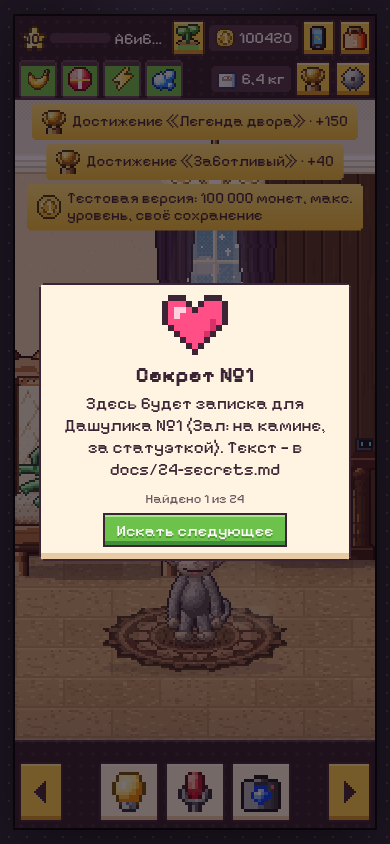 10
Абиб...
100420
6,4 кг
Достижение «Легенда двора» · +150
Достижение «Заботливый» · +40
Тестовая версия: 100 000 монет, макс.
уровень, своё сохранение
Секрет №1
Здесь будет записка для
Дашулика №1 (Зал: на камине,
за статуэткой). Текст – в
docs/24-secrets.md
Найдено 1 из 24
Искать следующее